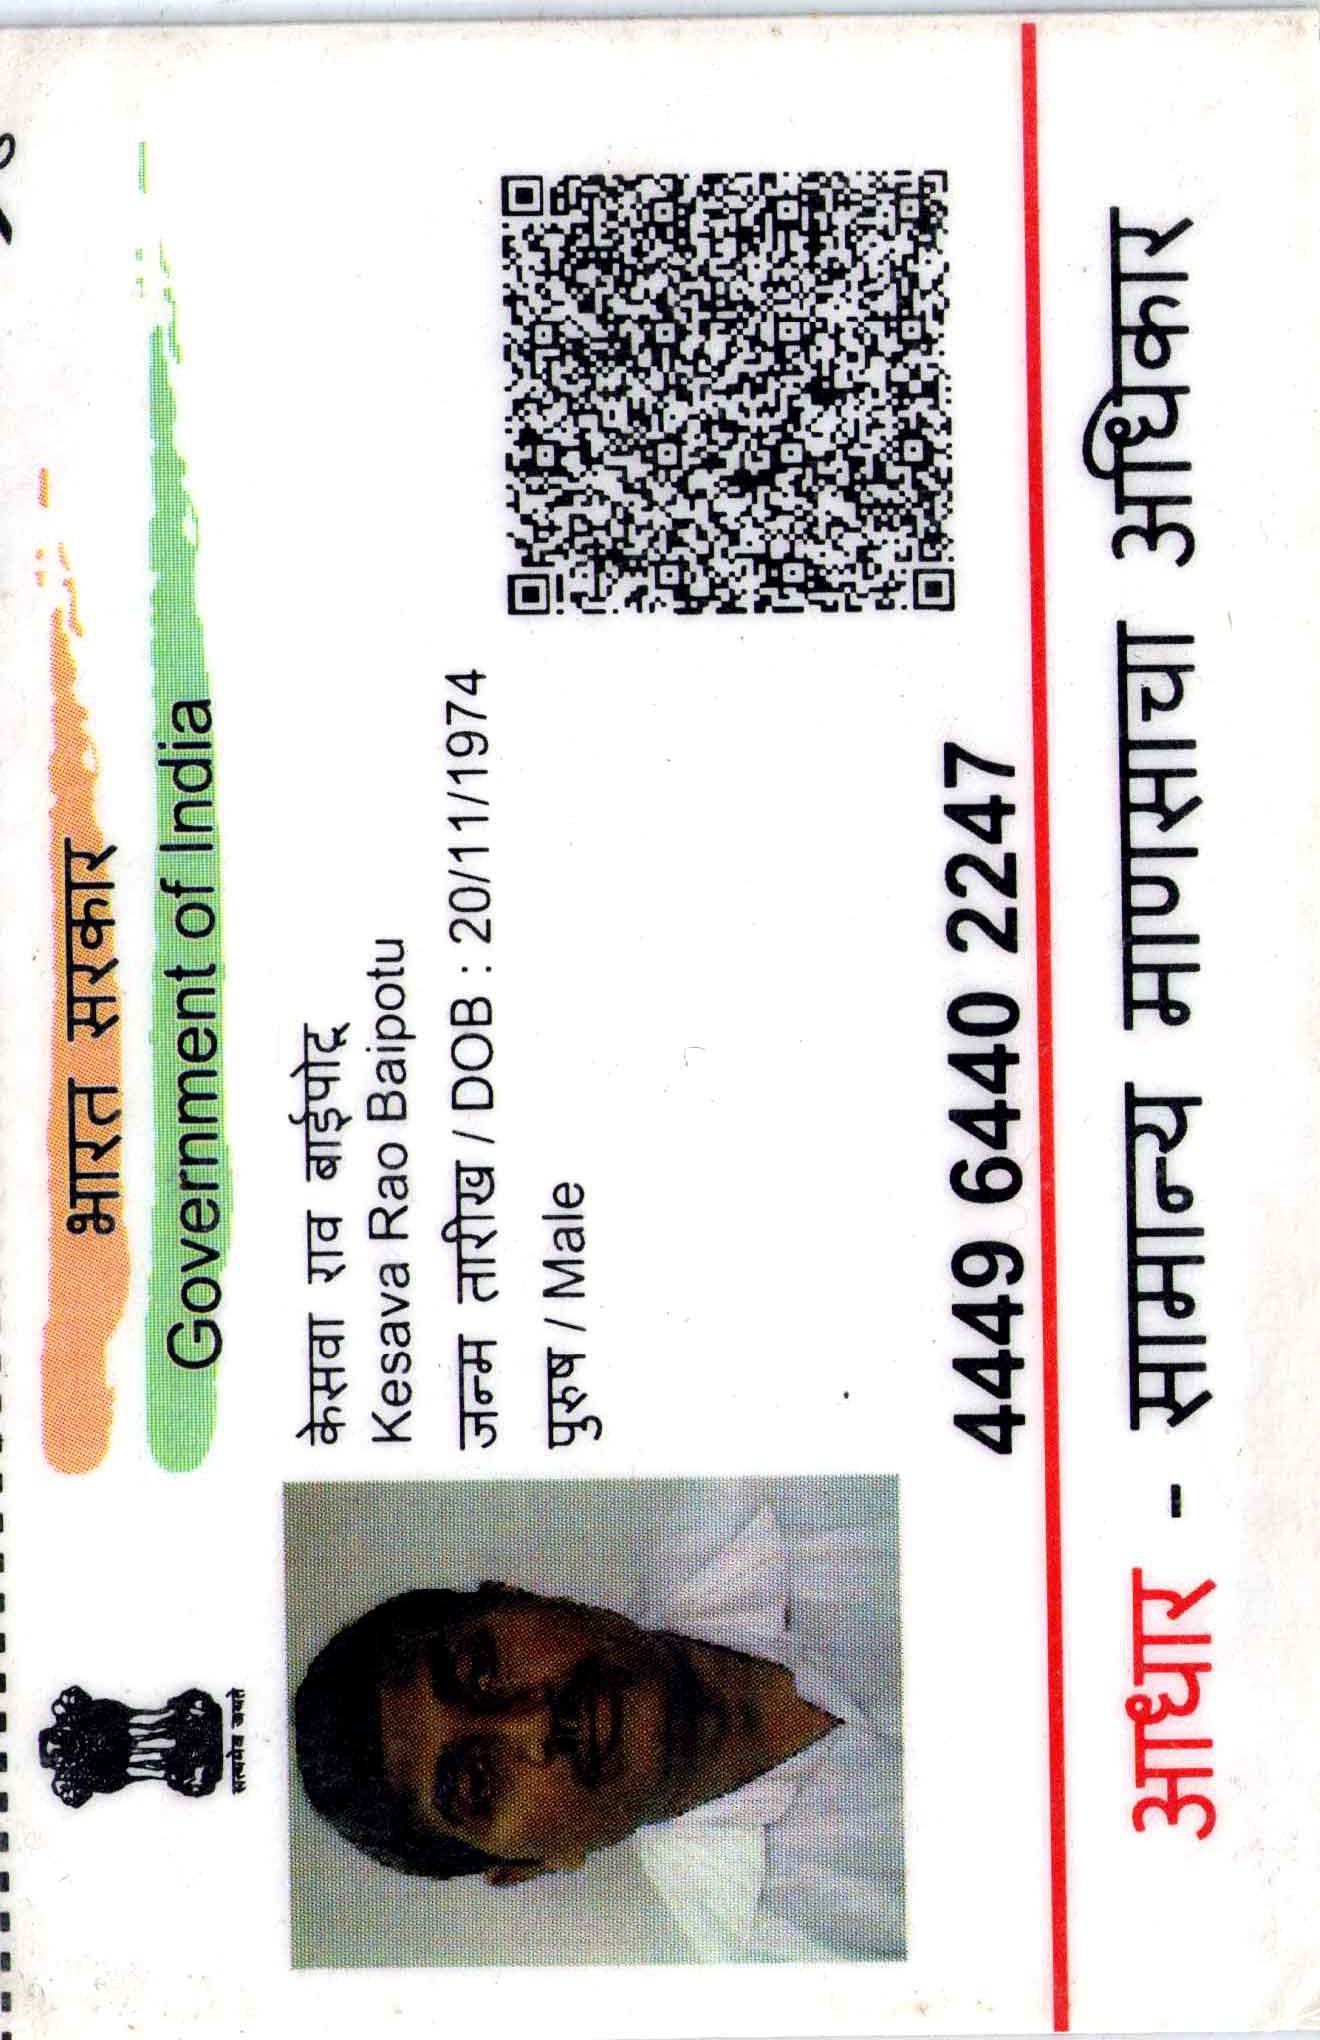 भारत सरकार
Government of India
सत्यमेव जयते
केसवा राव बाईपोटू
Kesava Rao Baipotu
जन्म तारीख / DOB : 20/11/1974
पुरुष / Male
4449 6440 2247
आधार - सामान्य माणसाचा अधिकार